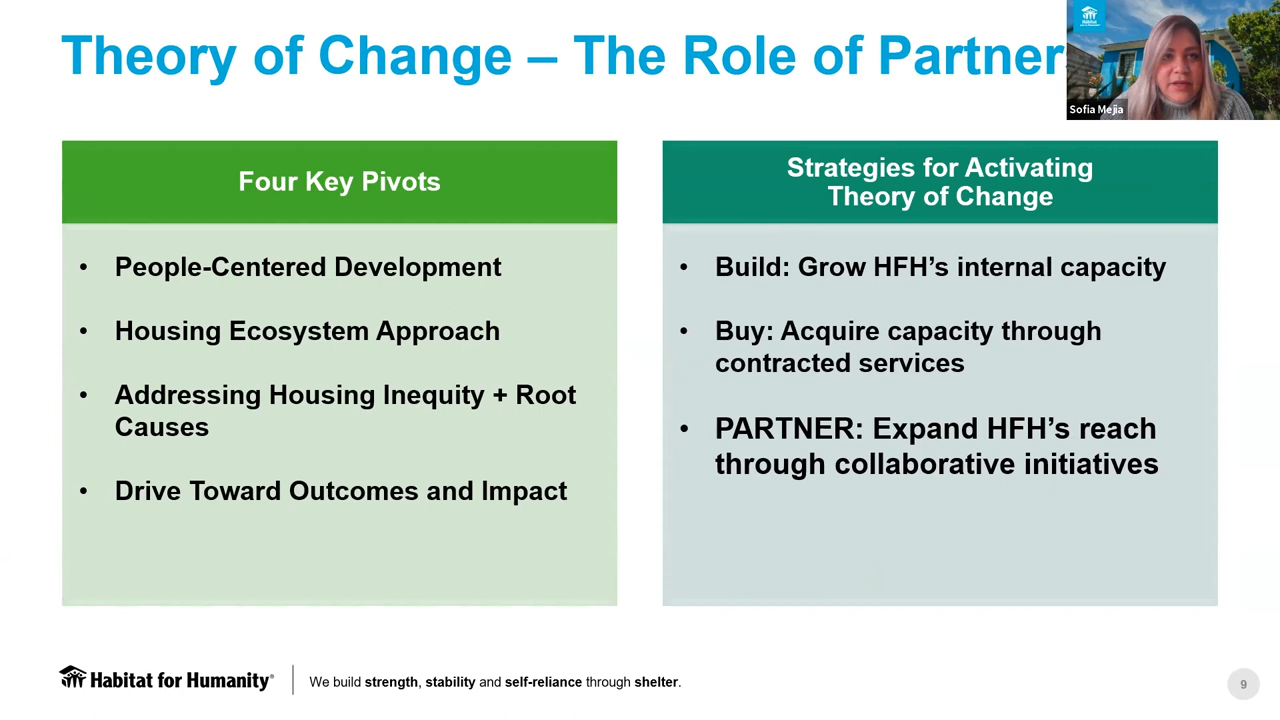 Theory of Change – The Role of Partner
Habitat
Sofia Mejia
Four Key Pivots
• People-Centered Development
• Housing Ecosystem Approach
• Addressing Housing Inequity + Root
Causes
• Drive Toward Outcomes and Impact
Strategies for Activating
Theory of Change
• Build: Grow HFH’s internal capacity
• Buy: Acquire capacity through
contracted services
• PARTNER: Expand HFH’s reach
through collaborative initiatives
Habitat for Humanity®
We build strength, stability and self-reliance through shelter.
9